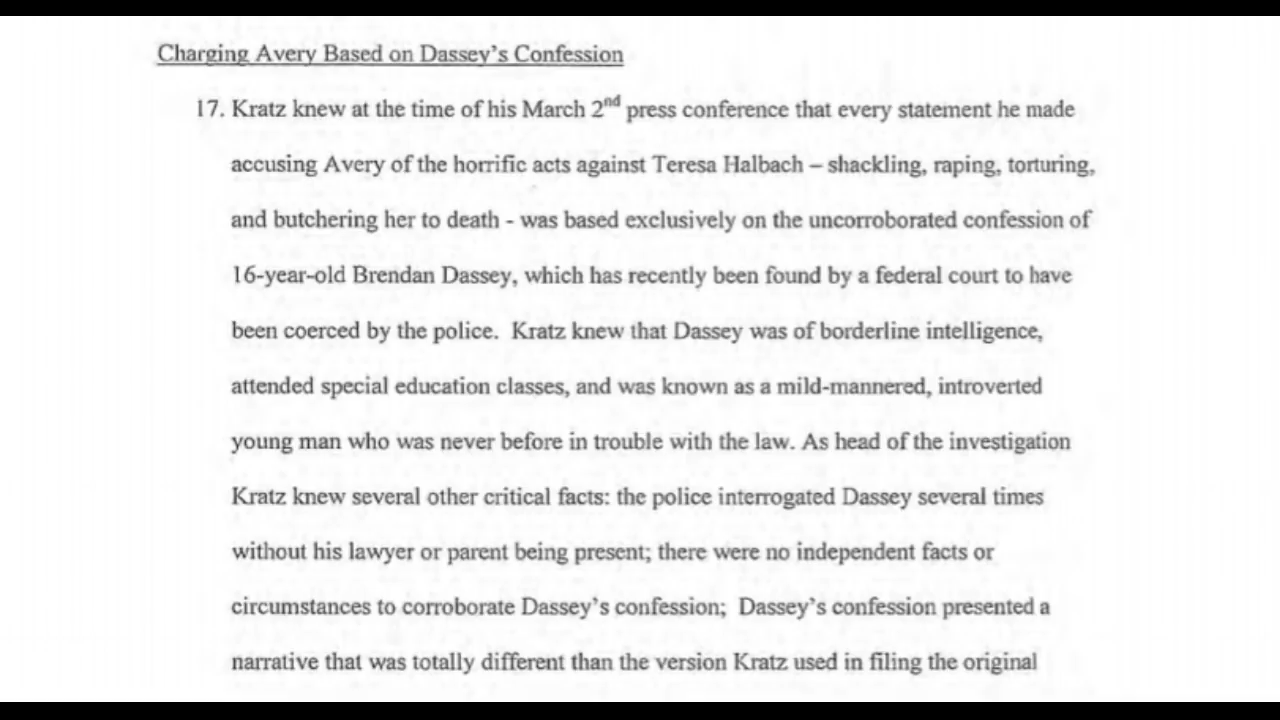 Charging Avery Based on Dassey's Confession
17. Kratz knew at the time of his March 2nd press conference that every statement he made
accusing Avery of the horrific acts against Teresa Halbach – shackling, raping, torturing,
and butchering her to death - was based exclusively on the uncorroborated confession of
16-year-old Brendan Dassey, which has recently been found by a federal court to have
been coerced by the police.  Kratz knew that Dassey was of borderline intelligence,
attended special education classes, and was known as a mild-mannered, introverted
young man who was never before in trouble with the law. As head of the investigation
Kratz knew several other critical facts: the police interrogated Dassey several times
without his lawyer or parent being present; there were no independent facts or
circumstances to corroborate Dassey's confession;  Dassey's confession presented a
narrative that was totally different than the version Kratz used in filing the original